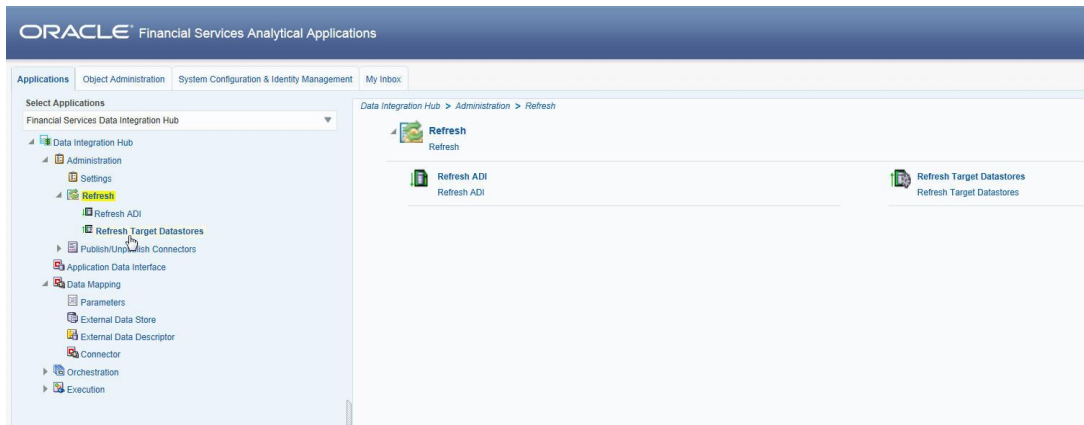 ORACLE® Financial Services Analytical Applications
Applications
Object Administration
System Configuration & Identity Management
My Inbox
Select Applications
Financial Services Data Integration Hub
Data Integration Hub
Administration
Settings
Refresh
Refresh ADI
Refresh Target Datastores
Publish/Unpublish Connectors
Application Data Interface
Data Mapping
Parameters
External Data Store
External Data Descriptor
Connector
Orchestration
Execution
Data Integration Hub > Administration > Refresh
Refresh
Refresh
Refresh ADI
Refresh ADI
Refresh Target Datastores
Refresh Target Datastores